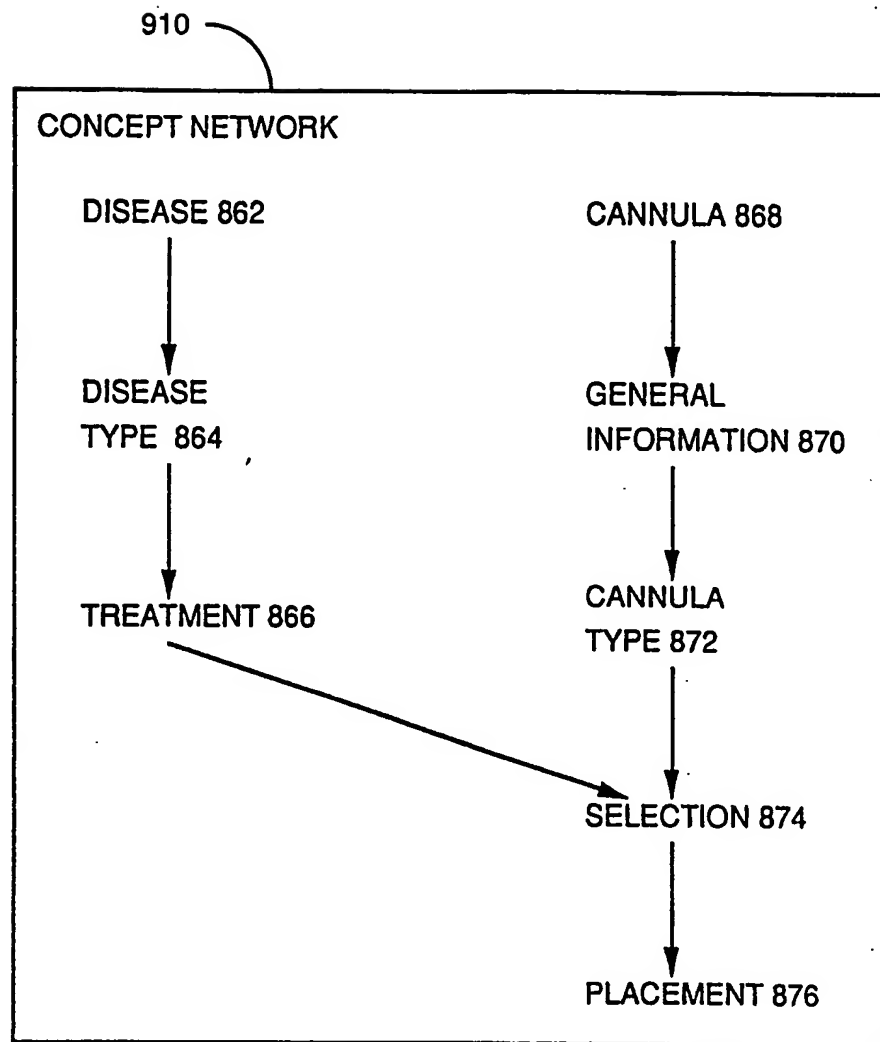 910
CONCEPT NETWORK
DISEASE 862
CANNULA 868
DISEASE
TYPE 864
GENERAL
INFORMATION 870
TREATMENT 866
CANNULA
TYPE 872
SELECTION 874
PLACEMENT 876